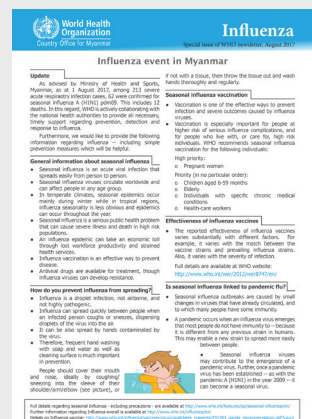 World Health
Organization
Country Office for Myanmar
Influenza
Special issue of WHO newsletter, August 2017
Influenza event in Myanmar
Update
As advised by Ministry of Health and Sports,
Myanmar, as at 1 August 2017, among 213 severe
acute respiratory infection cases, 62 were confirmed for
seasonal influenza A (H1N1) pdm09. This includes 12
deaths. In this regard, WHO is actively collaborating with
the national health authorities to provide all necessary,
timely support regarding prevention, detection and
response to influenza.
Furthermore, we would like to provide the following
information regarding influenza -- including simple
prevention measures which will be helpful.
General information about seasonal influenza
● Seasonal influenza is an acute viral infection that
spreads easily from person to person.
● Seasonal influenza viruses circulate worldwide and
can affect people in any age group.
● In temperate climates, seasonal epidemics occur
mainly during winter while in tropical regions,
influenza seasonality is less obvious and epidemics
can occur throughout the year.
● Seasonal influenza is a serious public health problem
that can cause severe illness and death in high risk
populations.
● An influenza epidemic can take an economic toll
through lost workforce productivity and strained
health services.
● Influenza vaccination is an effective way to prevent
disease.
● Antiviral drugs are available for treatment, though
influenza viruses can develop resistance.
How do you prevent influenza from spreading?
● Influenza is a droplet infection, not airborne, and
not highly pathogenic.
● Influenza can spread quickly between people when
an infected person coughs or sneezes, dispersing
droplets of the virus into the air
● It can be also spread by hands contaminated by
the virus.
● Therefore, frequent hand washing
with soap and water as well as
cleaning surface is much important
in prevention.
People should cover their mouth
and nose, ideally by coughing/
sneezing into the sleeve of their
shoulder/arm/elbow (see picture), or
if not with a tissue, then throw the tissue out and wash
hands thoroughly and regularly.
Seasonal influenza vaccination
● Vaccination is one of the effective ways to prevent
infection and severe outcomes caused by influenza
viruses.
● Vaccination is especially important for people at
higher risk of serious influenza complications, and
for people who live with, or care for, high risk
individuals. WHO recommends seasonal influenza
vaccination for the following individuals:
High priority:
o Pregnant women
Priority (in no particular order):
o Children aged 6-59 months
o Elderly
o Individuals with specific chronic medical
conditions
o Health-care workers
Effectiveness of influenza vaccines
● The reported effectiveness of influenza vaccines
varies substantially with different factors. For
example, it varies with the match between the
vaccine strains and prevailing influenza strains.
Also, it varies with the severity of infection.
Full details are available at WHO website:
Is seasonal influenza linked to pandemic flu?
● Seasonal influenza outbreaks are caused by small
changes in viruses that have already circulated, and
to which many people have some immunity.
● A pandemic occurs when an influenza virus emerges
that most people do not have immunity to -- because
it is different from any previous strain in humans.
This may enable a new strain to spread more easily
between people.
● Seasonal influenza viruses
may contribute to the emergence of a
pandemic virus. Further, once a pandemic
virus has been established -- as with the
pandemic A [H1N1] in the year 2009 -- it
can become a seasonal virus.
Full details regarding seasonal influenza - including precautions - are available at
Further information regarding influenza overall is available at
Details on influenza vaccine: